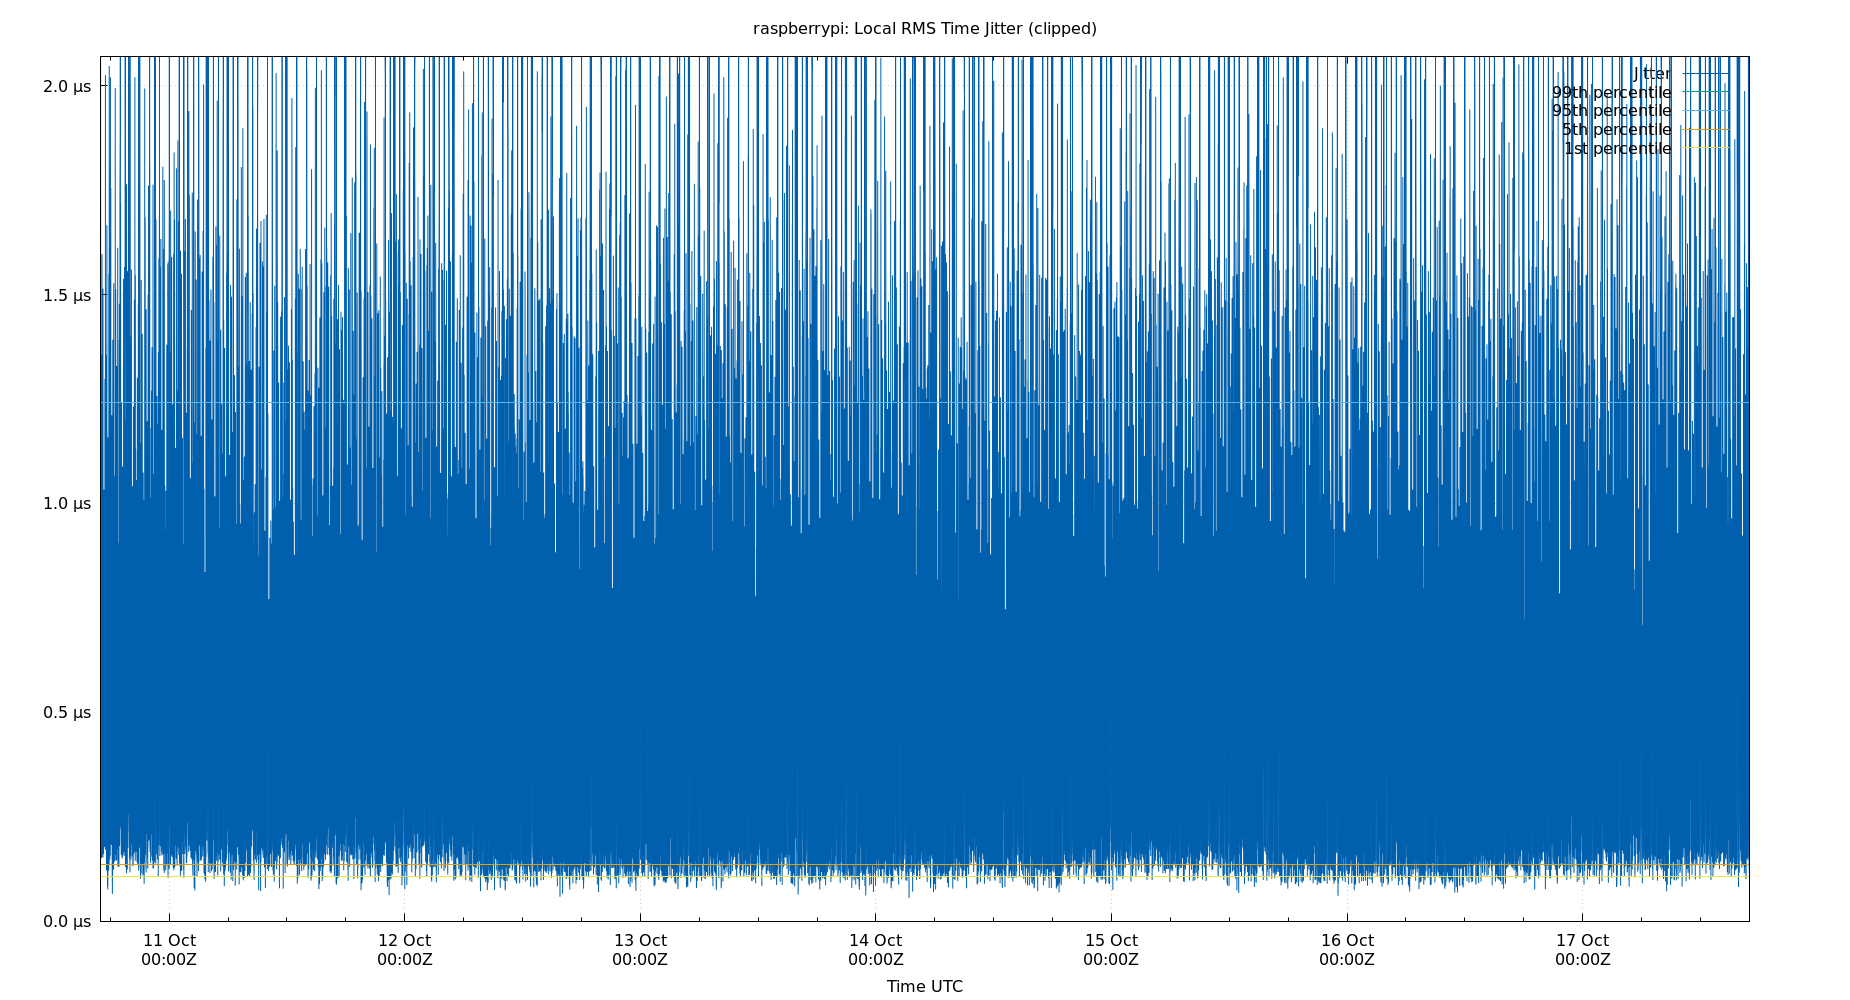 raspberrypi: Local RMS Time Jitter (clipped)
Jitter
99th percentile
95th percentile
5th percentile
1st percentile
2.0 μs
1.5 μs
1.0 μs
0.5 μs
0.0 μs
11 Oct 12 Oct 13 Oct 14 Oct 15 Oct 16 Oct 17 Oct
00:00Z 00:00Z 00:00Z 00:00Z 00:00Z 00:00Z 00:00Z
Time UTC